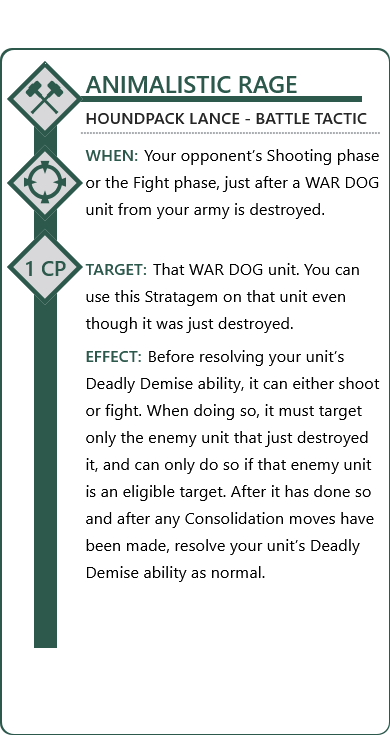 ANIMALISTIC RAGE
HOUNDPACK LANCE - BATTLE TACTIC
WHEN: Your opponent's Shooting phase
or the Fight phase, just after a WAR DOG
unit from your army is destroyed.
1 CP
TARGET: That WAR DOG unit. You can
use this Stratagem on that unit even
though it was just destroyed.
EFFECT: Before resolving your unit's
Deadly Demise ability, it can either shoot
or fight. When doing so, it must target
only the enemy unit that just destroyed
it, and can only do so if that enemy unit
is an eligible target. After it has done so
and after any Consolidation moves have
been made, resolve your unit's Deadly
Demise ability as normal.